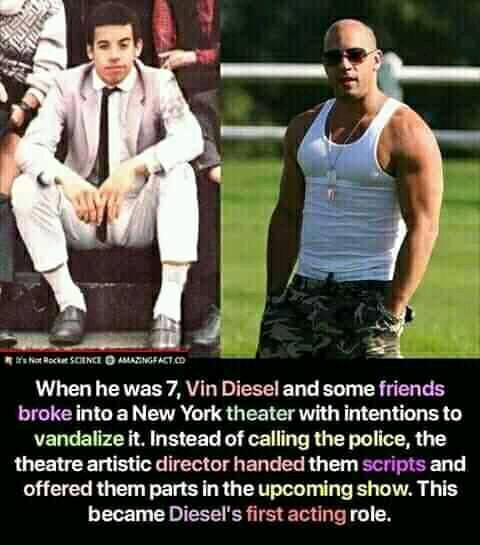 It's Not Rocket SCIENCE AMAZINGFACT.CO
When he was 7, Vin Diesel and some friends
broke into a New York theater with intentions to
vandalize it. Instead of calling the police, the
theatre artistic director handed them scripts and
offered them parts in the upcoming show. This
became Diesel's first acting role.